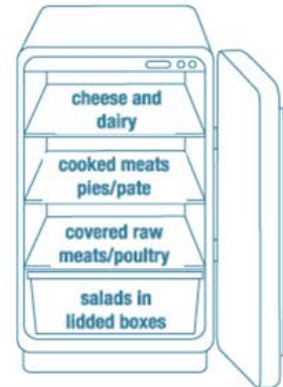 cheese and
dairy
cooked meats
pies/pate
covered raw
meats/poultry
salads in
lidded boxes